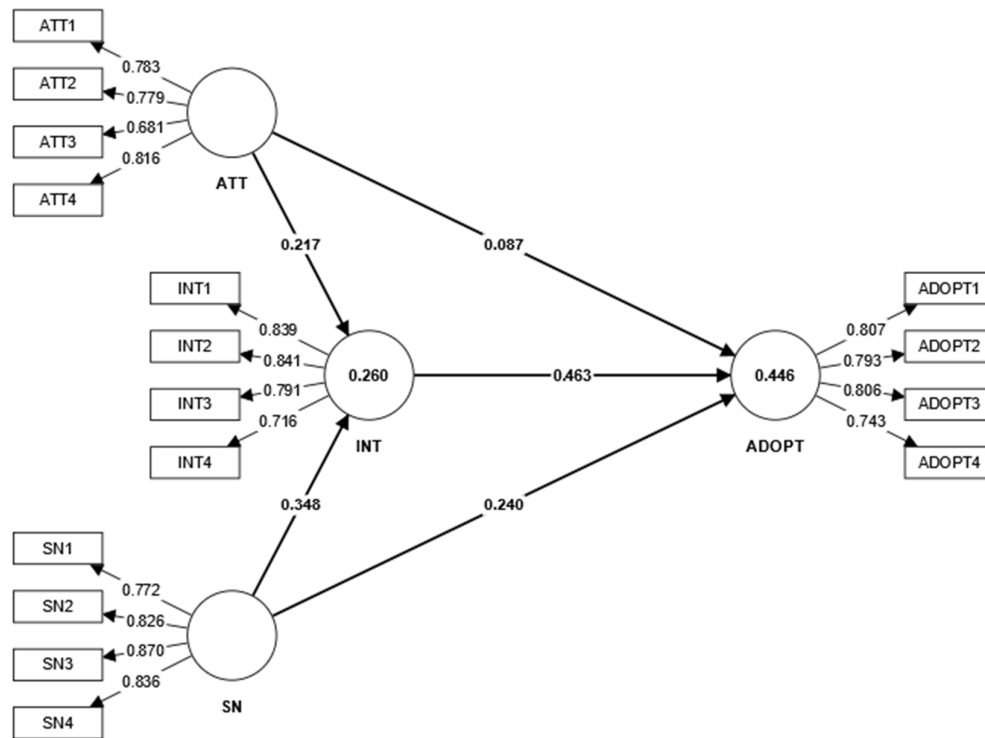 ATT1
0.783
ATT2
0.779
ATT3
0.681
ATT4
0.816
ATT
0.217
0.087
INT1
0.839
INT2
0.841
INT3
0.791
INT4
0.716
0.260
INT
0.463
0.446
ADOPT
ADOPT1
0.807
ADOPT2
0.793
ADOPT3
0.806
ADOPT4
0.743
0.348
0.240
SN1
0.772
SN2
0.826
SN3
0.870
SN4
0.836
SN